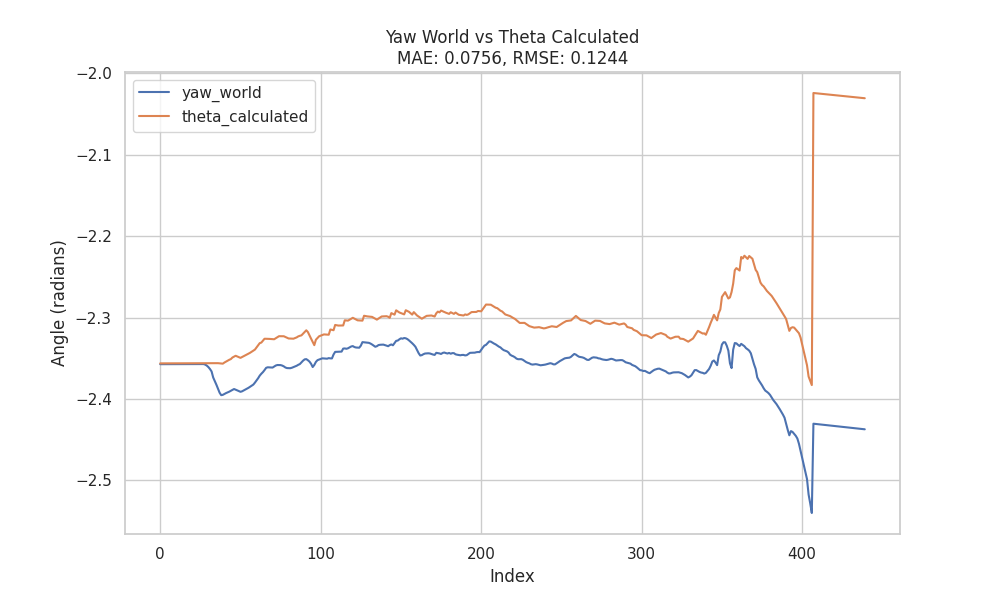 Yaw World vs Theta Calculated
MAE: 0.0756, RMSE: 0.1244
yaw_world
theta_calculated
Angle (radians)
−2.0
−2.1
−2.2
−2.3
−2.4
−2.5
0
100
200
300
400
Index